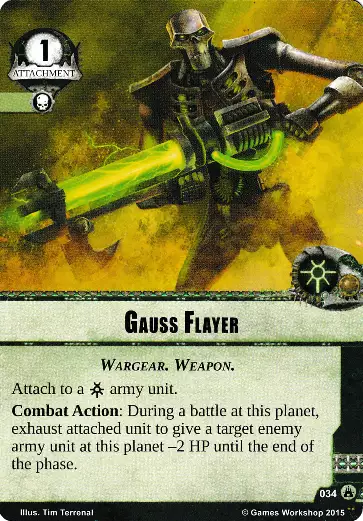 1
ATTACHMENT
GAUSS FLAYER
WARGEAR. WEAPON.
Attach to a army unit.
Combat Action: During a battle at this planet,
exhaust attached unit to give a target enemy
army unit at this planet –2 HP until the end of
the phase.
034
Illus. Tim Terrenal
© Games Workshop 2015